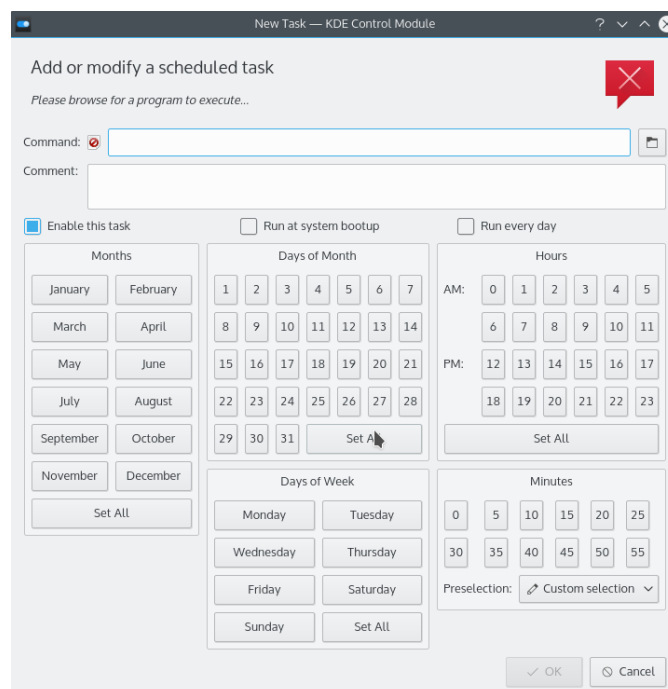 New Task — KDE Control Module
Add or modify a scheduled task
Please browse for a program to execute...
Command:
Comment:
Enable this task
Run at system bootup
Run every day
Months
January February
March April
May June
July August
September October
November December
Set All
Days of Month
1 2 3 4 5 6 7
8 9 10 11 12 13 14
15 16 17 18 19 20 21
22 23 24 25 26 27 28
29 30 31 Set All
Days of Week
Monday Tuesday
Wednesday Thursday
Friday Saturday
Sunday Set All
Hours
AM: 0 1 2 3 4 5
6 7 8 9 10 11
PM: 12 13 14 15 16 17
18 19 20 21 22 23
Set All
Minutes
0 5 10 15 20 25
30 35 40 45 50 55
Preselection: Custom selection
OK Cancel